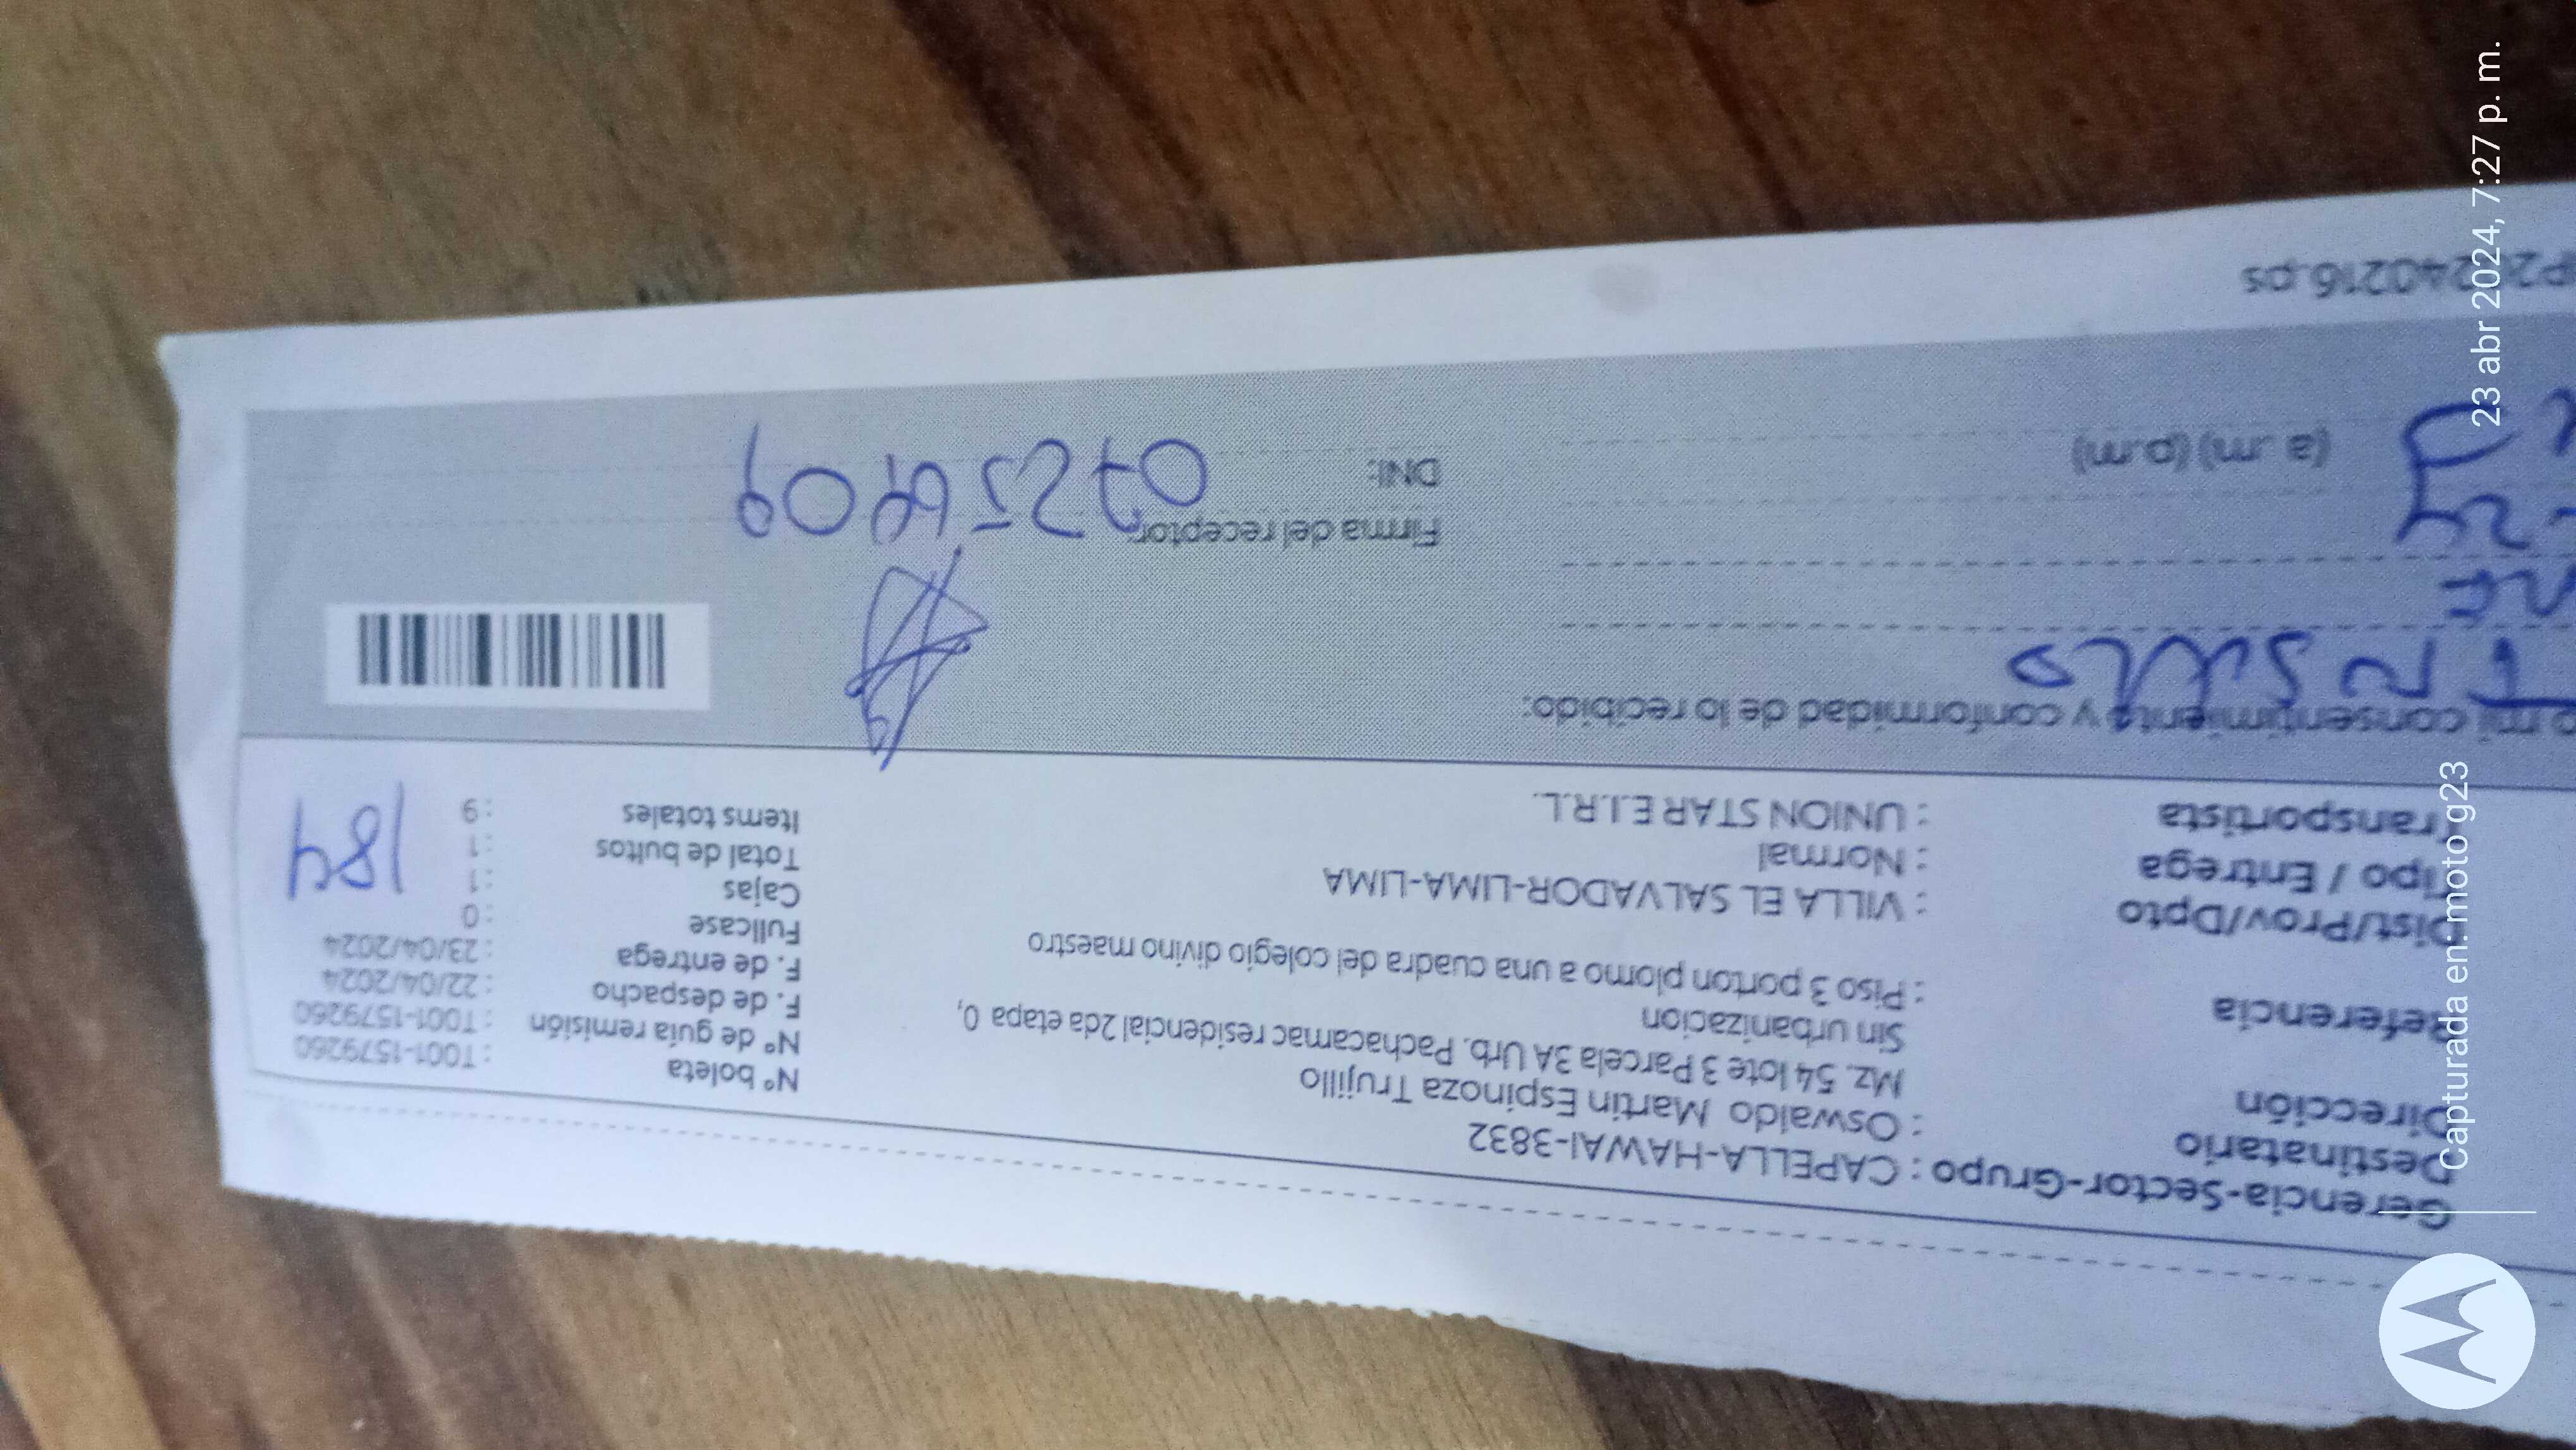 Gerencia-Sector-Grupo : CAPELLA-HAWAI-3832
Destinatario : Oswaldo Martin Espinoza Trujillo
Dirección Mz. 54 lote 3 Parcela 3A Urb. Pachacamac residencial 2da etapa 0,
Sin urbanizacion
Referencia : Piso 3 porton plomo a una cuadra del colegio divino maestro
Dist/Prov/Dpto : VILLA EL SALVADOR-LIMA-LIMA
Tipo / Entrega : Normal
Transportista : UNION STAR E.I.R.L.
N° boleta : T001-1579260
N° de guía remisión : T001-1579260
F. de despacho : 22/04/2024
F. de entrega : 23/04/2024
Fullcase : 0
Cajas : 1
Total de bultos : 1
Items totales : 9
184
mi consentimiento y conformidad de lo recibido:
(a.m) (p.m)
Firma del receptor
DNI:
Capturada en: moto g23
23 abr 2024, 7:27 p. m.